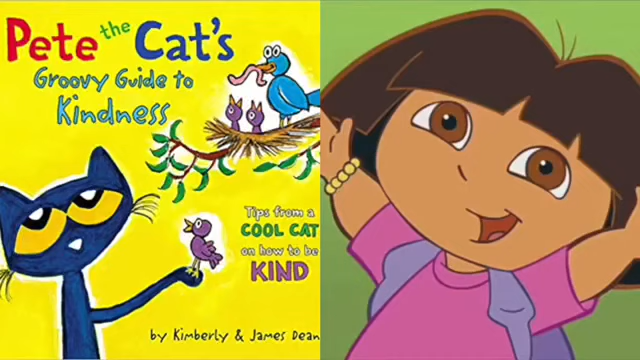 Pete the Cat's
Groovy Guide to
Kindness
Tips from a
COOL CAT
on how to be
KIND
by Kimberly & James Dean